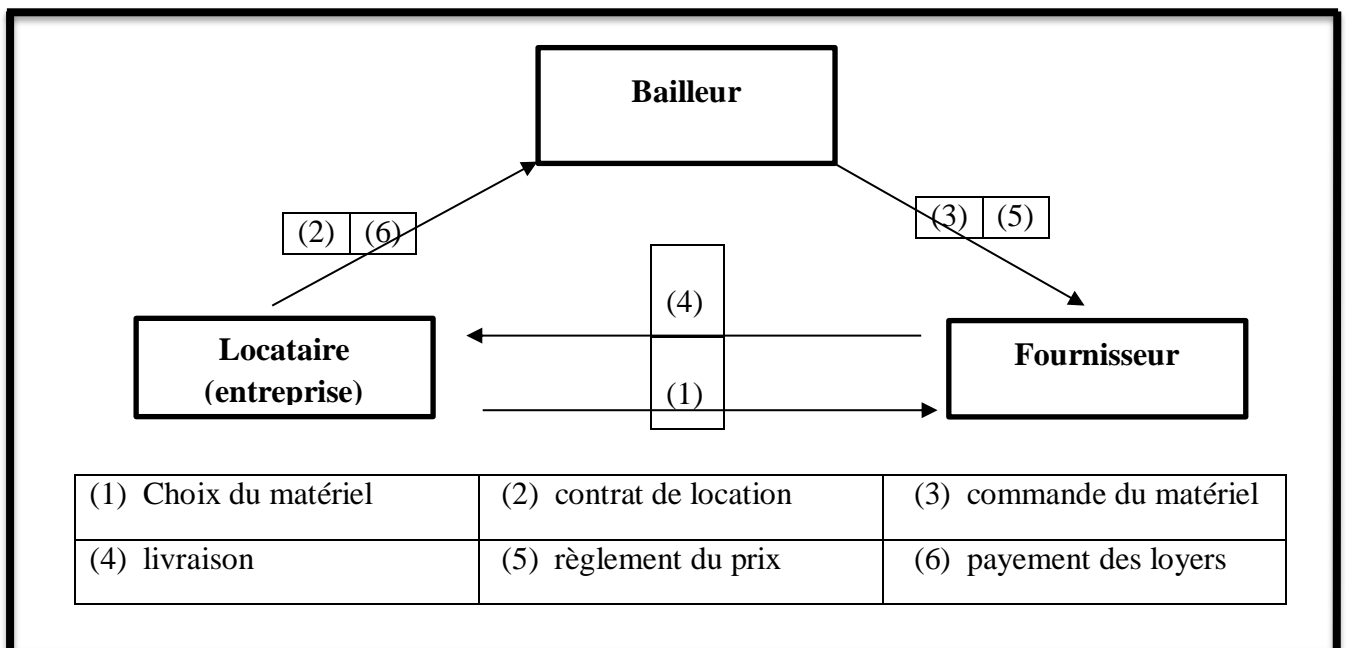 Bailleur
(2) (6)
(3) (5)
(4)
Locataire
(entreprise)
Fournisseur
(1)
(1) Choix du matériel (2) contrat de location (3) commande du matériel
(4) livraison (5) règlement du prix (6) payement des loyers